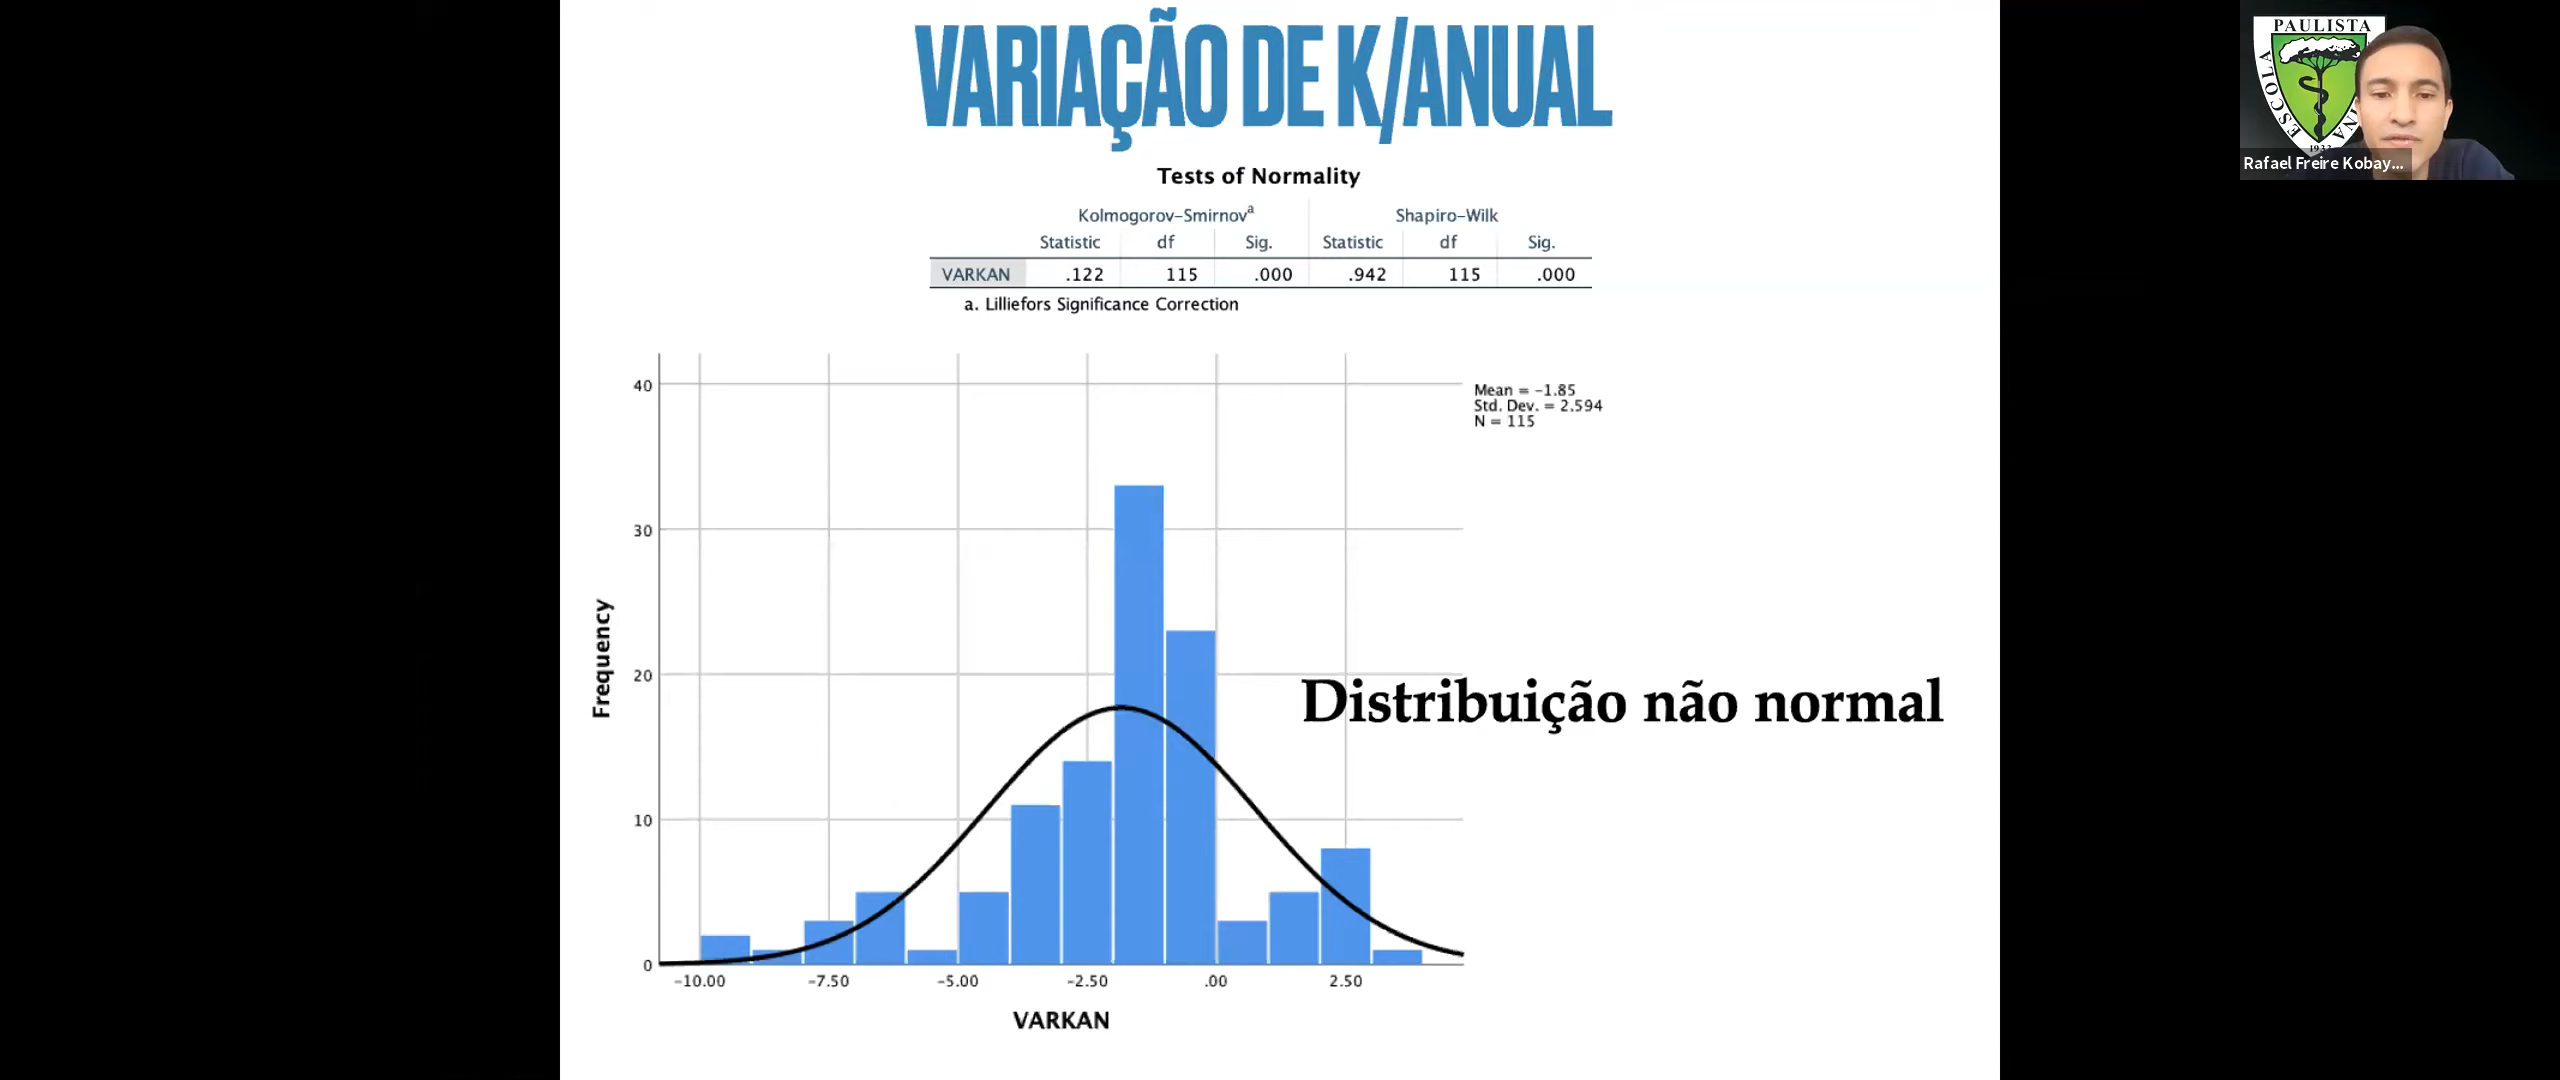 VARIAÇÃO DE K/ANUAL
PAULISTA
ESCOLA
1933
Rafael Freire Kobay...
Tests of Normality
Kolmogorov-Smirnovᵃ Shapiro-Wilk
Statistic df Sig. Statistic df Sig.
VARKAN .122 115 .000 .942 115 .000
a. Lilliefors Significance Correction
Mean = -1.85
Std. Dev. = 2.594
N = 115
40
30
20
10
0
Frequency
Distribuição não normal
-10.00 -7.50 -5.00 -2.50 .00 2.50
VARKAN